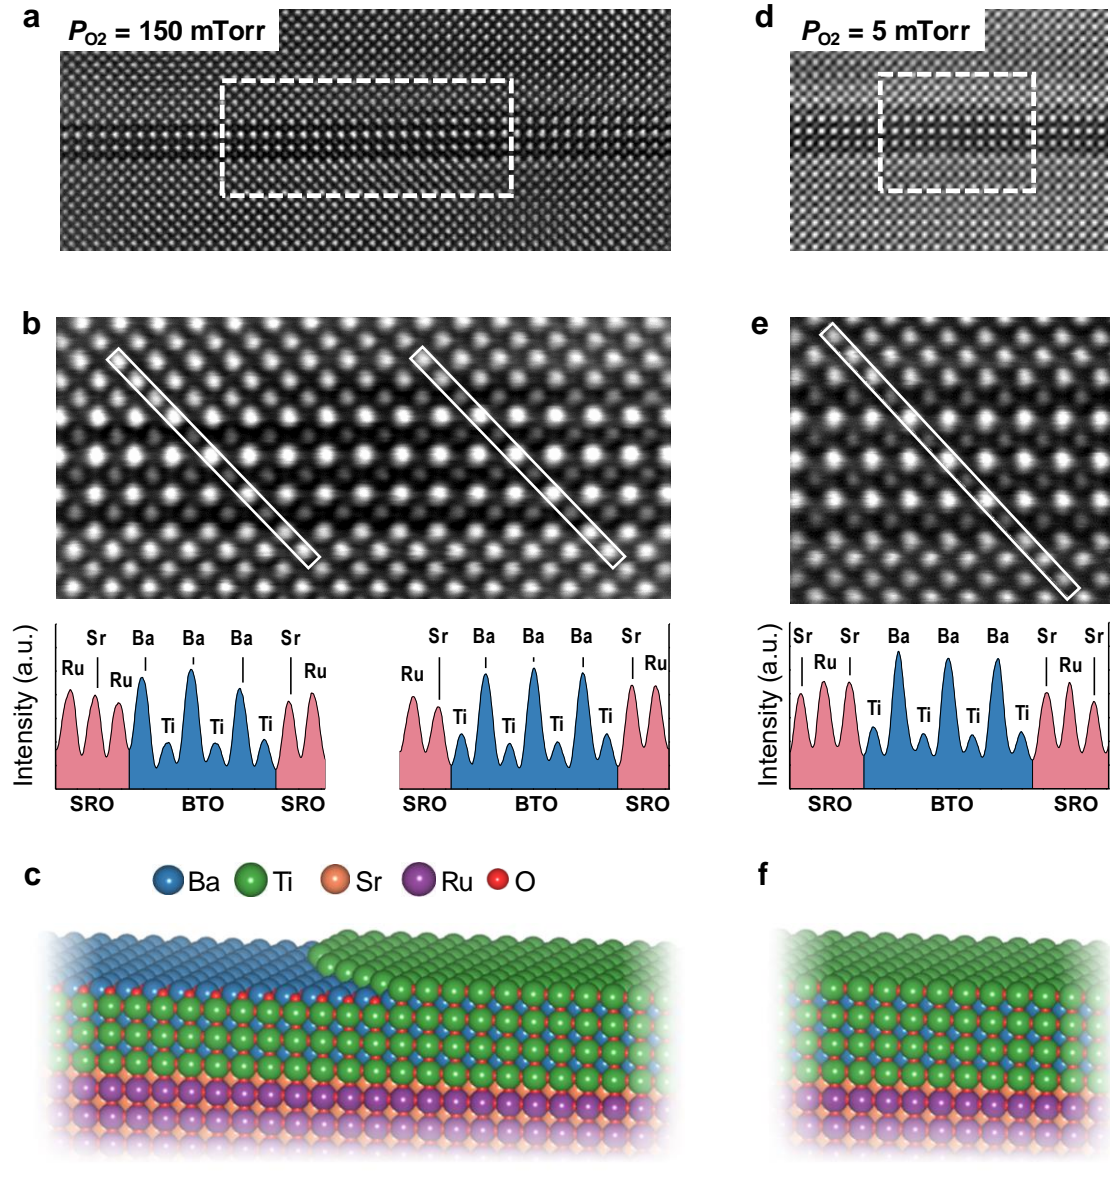 a
P_O2 = 150 mTorr
d
P_O2 = 5 mTorr
b
e
Intensity (a.u.)
Ru Sr Ru Ba Ti Ba Ti Ba Ti Sr Ru
SRO BTO SRO
Ru Sr Ti Ba Ti Ba Ti Ba Ti Sr Ru
SRO BTO SRO
Intensity (a.u.)
Sr Ru Sr Ti Ba Ti Ba Ti Ba Ti Sr Ru Sr
SRO BTO SRO
c
Ba Ti Sr Ru O
f